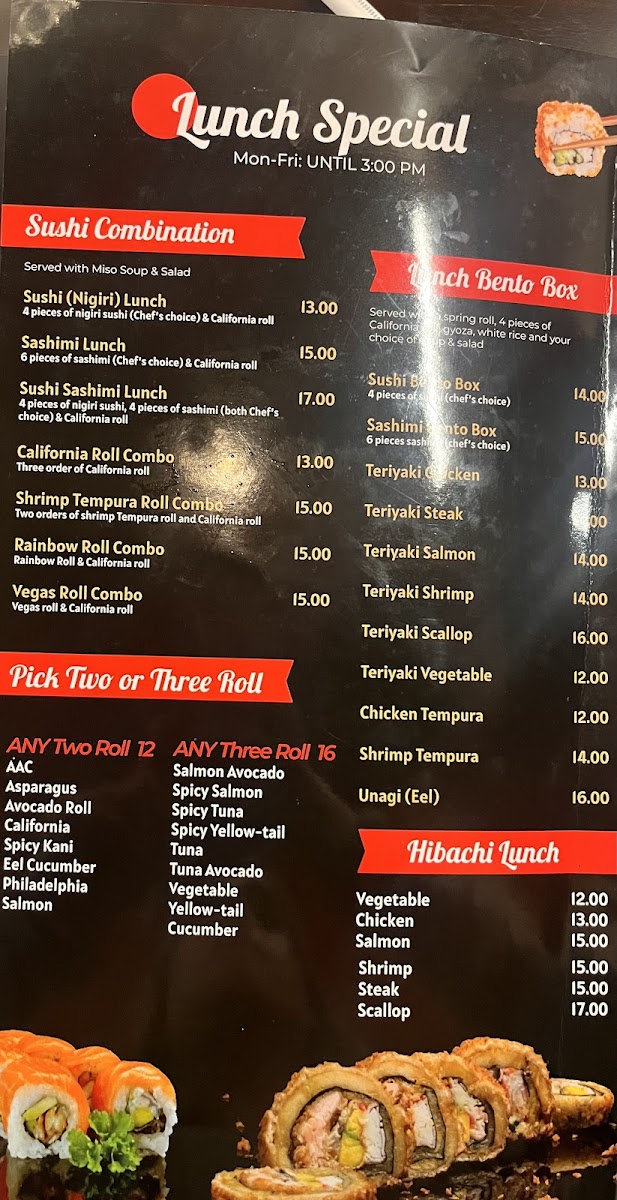 Lunch Special
Mon-Fri: UNTIL 3:00 PM
Sushi Combination
Served with Miso Soup & Salad
Sushi (Nigiri) Lunch 13.00
4 pieces of nigiri sushi (Chef's choice) & California roll
Sashimi Lunch 15.00
6 pieces of sashimi (Chef's choice) & California roll
Sushi Sashimi Lunch 17.00
4 pieces of nigiri sushi, 4 pieces of sashimi (both Chef's
choice) & California roll
California Roll Combo 13.00
Three order of California roll
Shrimp Tempura Roll Combo 15.00
Two orders of shrimp Tempura roll and California roll
Rainbow Roll Combo 15.00
Rainbow Roll & California roll
Vegas Roll Combo 15.00
Vegas roll & California roll
Pick Two or Three Roll
ANY Two Roll 12
AAC
Asparagus
Avocado Roll
California
Spicy Kani
Eel Cucumber
Philadelphia
Salmon
ANY Three Roll 16
Salmon Avocado
Spicy Salmon
Spicy Tuna
Spicy Yellow-tail
Tuna
Tuna Avocado
Vegetable
Yellow-tail
Cucumber
Lunch Bento Box
Served spring roll, 4 pieces of
California gyoza, white rice and your
choice of & salad
Sushi Bento Box 14.00
4 pieces of (chef's choice)
Sashimi Bento Box 15.00
6 pieces (chef's choice)
Teriyaki Chicken 13.00
Teriyaki Steak
Teriyaki Salmon 14.00
Teriyaki Shrimp 14.00
Teriyaki Scallop 16.00
Teriyaki Vegetable 12.00
Chicken Tempura 12.00
Shrimp Tempura 14.00
Unagi (Eel) 16.00
Hibachi Lunch
Vegetable 12.00
Chicken 13.00
Salmon 15.00
Shrimp 15.00
Steak 15.00
Scallop 17.00